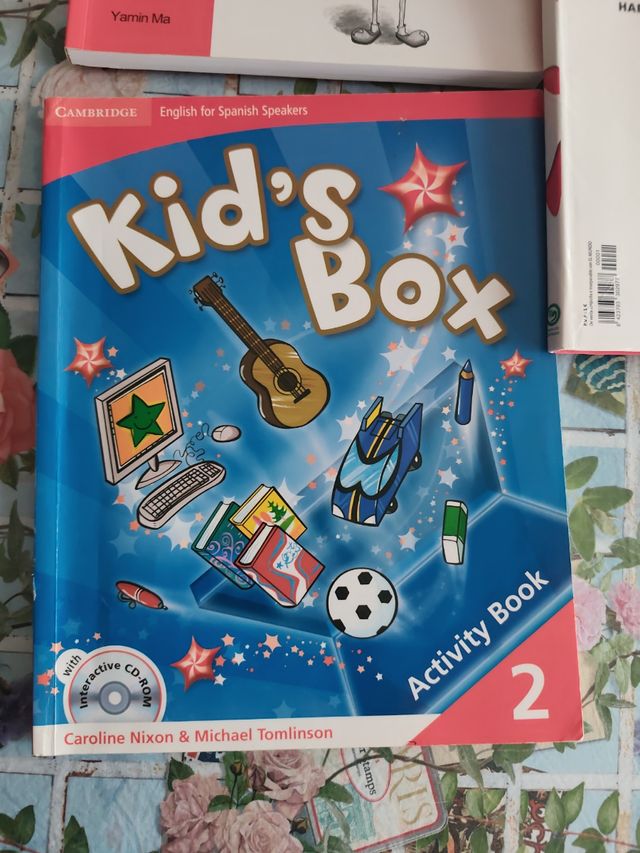 Yamin Ma
CAMBRIDGE English for Spanish Speakers
Kid's
Box
Activity Book
2
with
Interactive CD-ROM
Caroline Nixon & Michael Tomlinson
00001